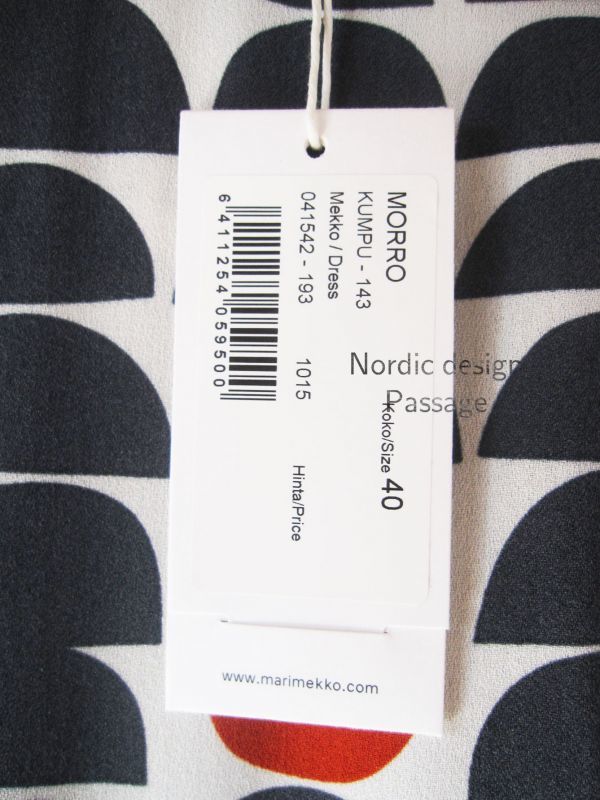 MORRO
KUMPU - 143
Mekko / Dress
041542 - 193 1015
Koko/Size 40
Hinta/Price
6 411254 059500
www.marimekko.com
Nordic design
Passage